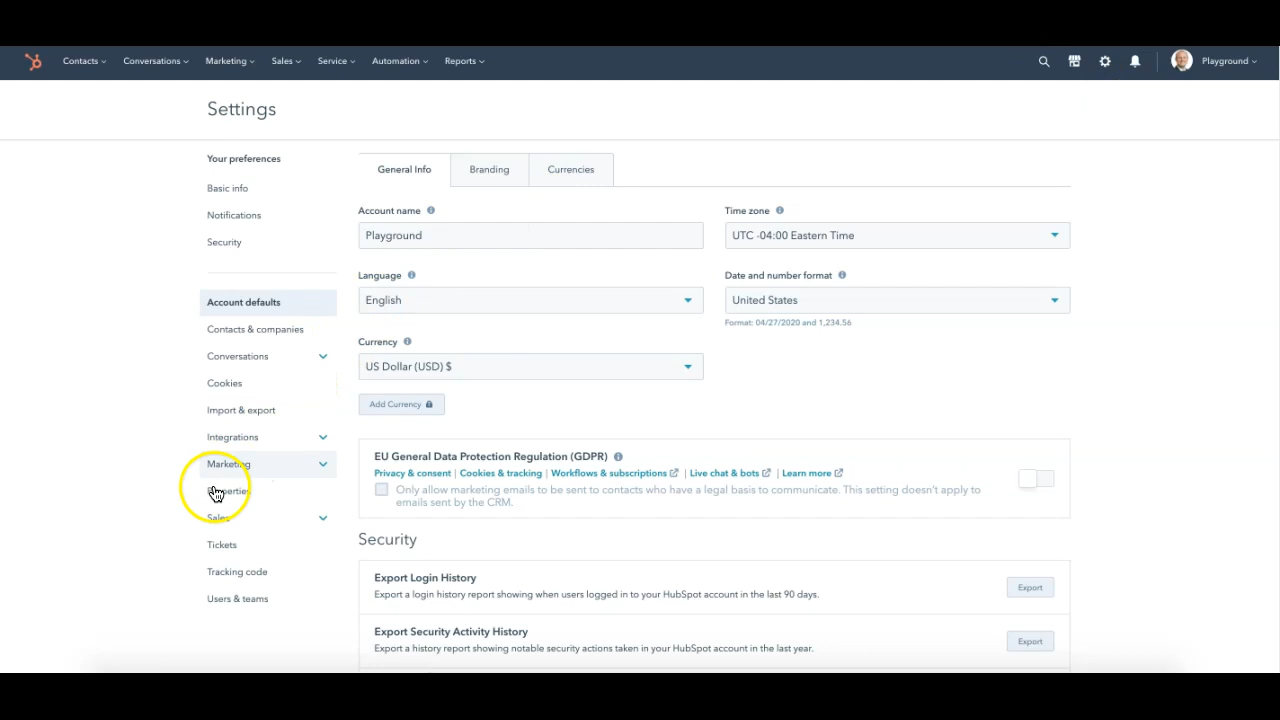 Contacts Conversations Marketing Sales Service Automation Reports Playground
Settings
Your preferences
Basic info
Notifications
Security
Account defaults
Contacts & companies
Conversations
Cookies
Import & export
Integrations
Marketing
Properties
Sales
Tickets
Tracking code
Users & teams
General Info Branding Currencies
Account name
Playground
Time zone
UTC -04:00 Eastern Time
Language
English
Date and number format
United States
Format: 04/27/2020 and 1,234.56
Currency
US Dollar (USD) $
Add Currency
EU General Data Protection Regulation (GDPR)
Privacy & consent | Cookies & tracking | Workflows & subscriptions | Live chat & bots | Learn more
Only allow marketing emails to be sent to contacts who have a legal basis to communicate. This setting doesn't apply to
emails sent by the CRM.
Security
Export Login History
Export a login history report showing when users logged in to your HubSpot account in the last 90 days.
Export
Export Security Activity History
Export a history report showing notable security actions taken in your HubSpot account in the last year.
Export